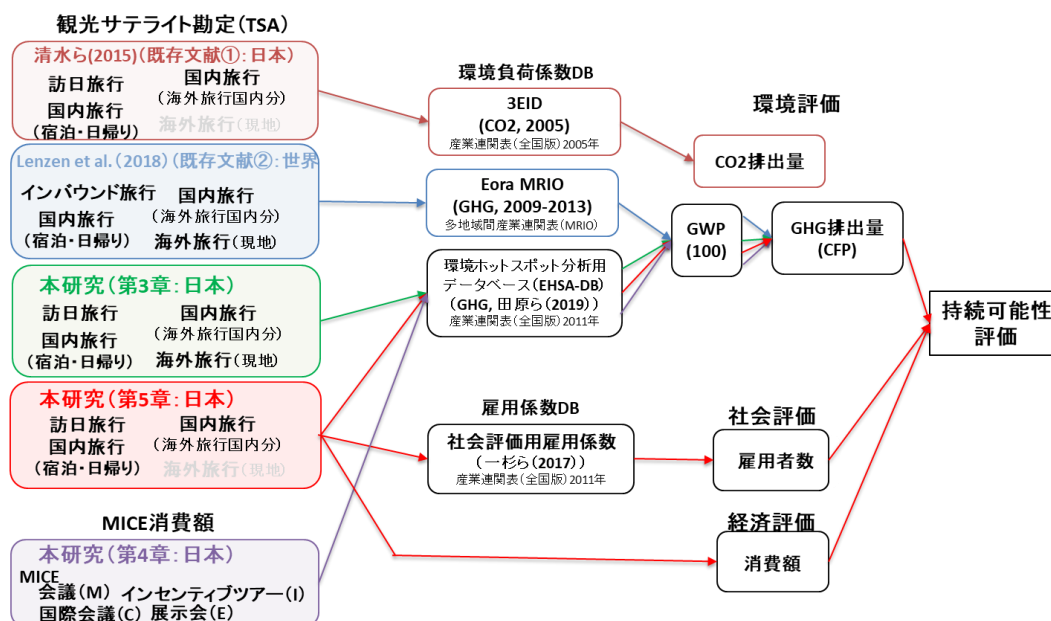 観光サテライト勘定(TSA)
清水ら(2015)(既存文献①:日本)
訪日旅行
国内旅行
(海外旅行国内分)
国内旅行
(宿泊・日帰り)
海外旅行(現地)
Lenzen et al. (2018) (既存文献②:世界
インバウンド旅行
国内旅行
(海外旅行国内分)
国内旅行
(宿泊・日帰り)
海外旅行(現地)
本研究(第3章:日本)
訪日旅行
国内旅行
(海外旅行国内分)
国内旅行
(宿泊・日帰り)
海外旅行(現地)
本研究(第5章:日本)
訪日旅行
国内旅行
(海外旅行国内分)
国内旅行
(宿泊・日帰り)
海外旅行(現地)
MICE消費額
本研究(第4章:日本)
MICE
会議(M) インセンティブツアー(I)
国際会議(C) 展示会(E)
環境負荷係数DB
3EID
(CO2, 2005)
産業連関表(全国版)2005年
Eora MRIO
(GHG, 2009-2013)
多地域間産業連関表(MRIO)
環境ホットスポット分析用
データベース(EHSA-DB)
(GHG, 田原ら(2019))
産業連関表(全国版)2011年
雇用係数DB
社会評価用雇用係数
(一杉ら(2017))
産業連関表(全国版)2011年
GWP
(100)
環境評価
CO2排出量
GHG排出量
(CFP)
社会評価
雇用者数
経済評価
消費額
持続可能性
評価